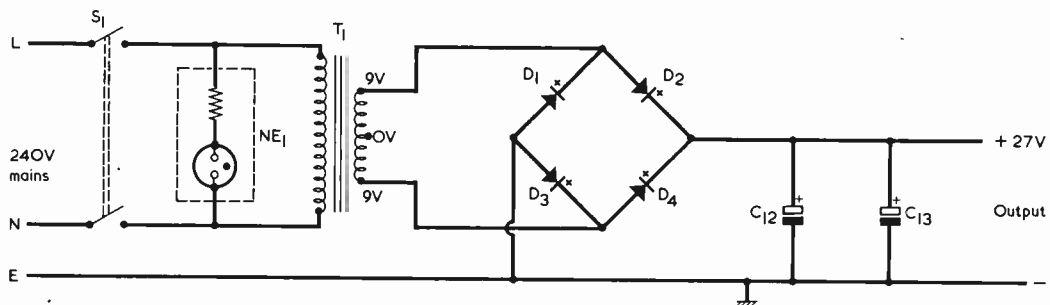 S1
T1
L
9V
D1
D2
NE1
0V
+ 27V
240V
mains
9V
D3
D4
C12
+
C13
+
Output
N
E
−